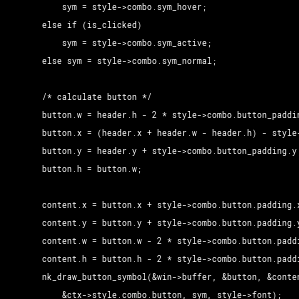 sym = style->combo.sym_hover;
else if (is_clicked)
sym = style->combo.sym_active;
else sym = style->combo.sym_normal;
/* calculate button */
button.w = header.h - 2 * style->combo.button_paddin
button.x = (header.x + header.w - header.h) - style-
button.y = header.y + style->combo.button_padding.y
button.h = button.w;
content.x = button.x + style->combo.button.padding.x
content.y = button.y + style->combo.button.padding.y
content.w = button.w - 2 * style->combo.button.paddi
content.h = button.h - 2 * style->combo.button.paddi
nk_draw_button_symbol(&win->buffer, &button, &conten
&ctx->style.combo.button, sym, style->font);